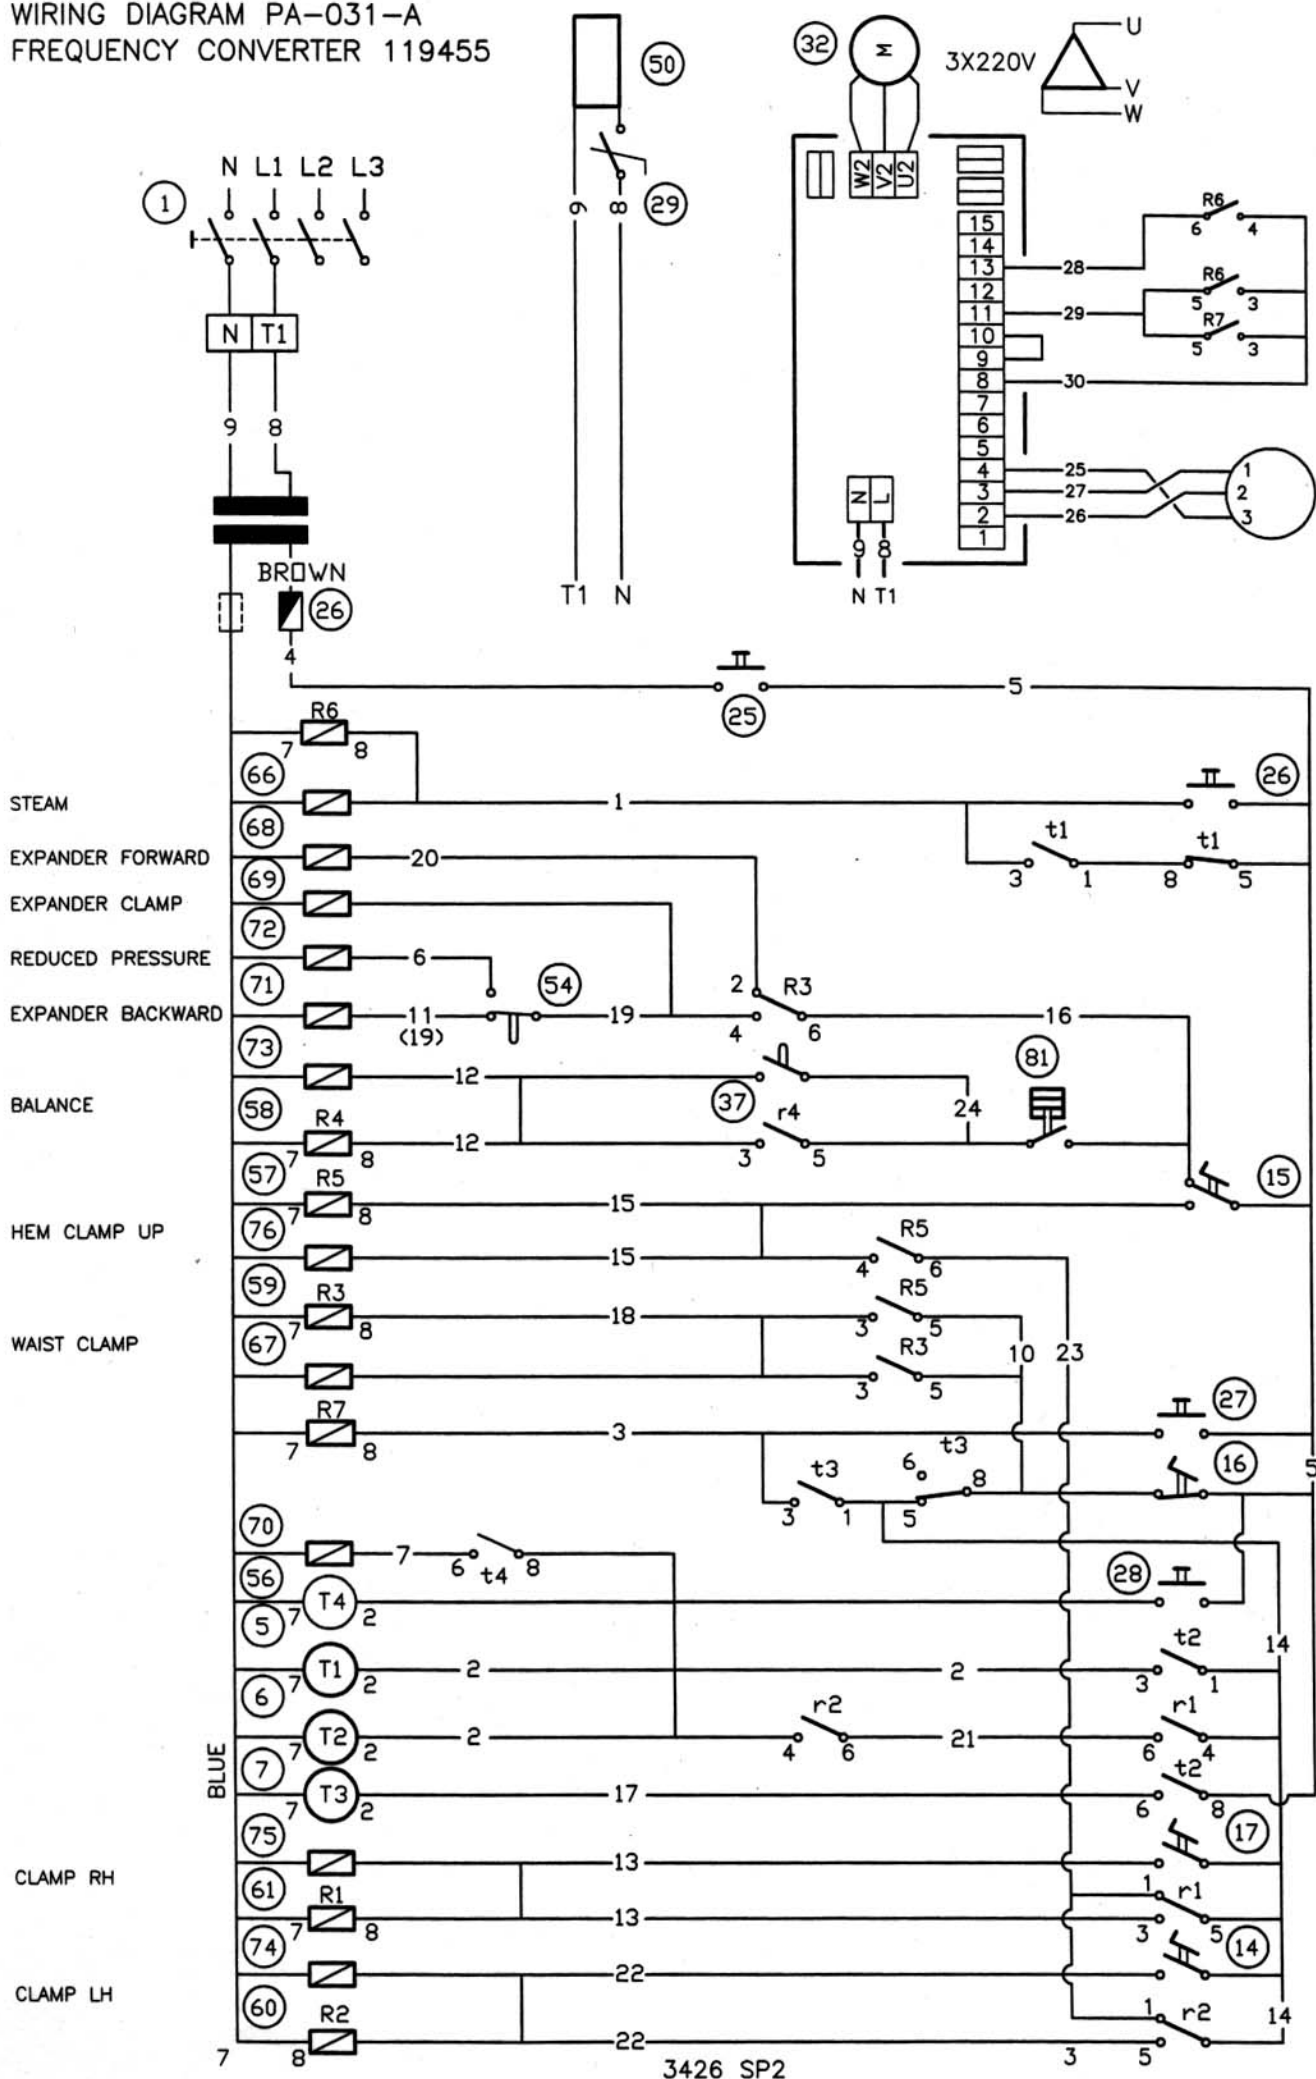 WIRING DIAGRAM PA-031-A
FREQUENCY CONVERTER 119455
50
32
M
3X220V
U
V
W
N L1 L2 L3
1
W2 V2 U2
9 8 29
R6
6 4
15
14
13 28
12
11 29
10
9
8 30
7
6
5
4 25
3 27
2 26
1
R6
5 3
R7
5 3
1
2
3
N T1
9 8
N L
9 8
N T1
BROWN
26
4
T1 N
25
5
R6
7 8
66
STEAM
1
26
68
t1 t1
3 1 8 5
EXPANDER FORWARD
20
69
EXPANDER CLAMP
72
REDUCED PRESSURE
6
54
71
2 R3
EXPANDER BACKWARD
11
(19)
19
4 6
16
73
12
81
BALANCE
58
37
24
R4
7 8
12
r4
3 5
57
R5
7 8
15
15
76
HEM CLAMP UP
15
R5
4 6
59
R3
7 8
18
R5
3 5
WAIST CLAMP
67
R3
3 5
10 23
R7
7 8
3
27
t3
3 1
6 t3 8
5
16
5
70
7
6 t4 8
56
T4
7 2
28
5
T1
2
2
2
t2
3 1
14
6
T2
7 2
2
r2
4 6
21
r1
6 4
7
BLUE
T3
7 2
17
t2
6 8
75
17
CLAMP RH
13
61
R1
7 8
13
1 r1
3 5
74
14
CLAMP LH
22
60
R2
7 8
22
1 r2
3 5
14
3426 SP2